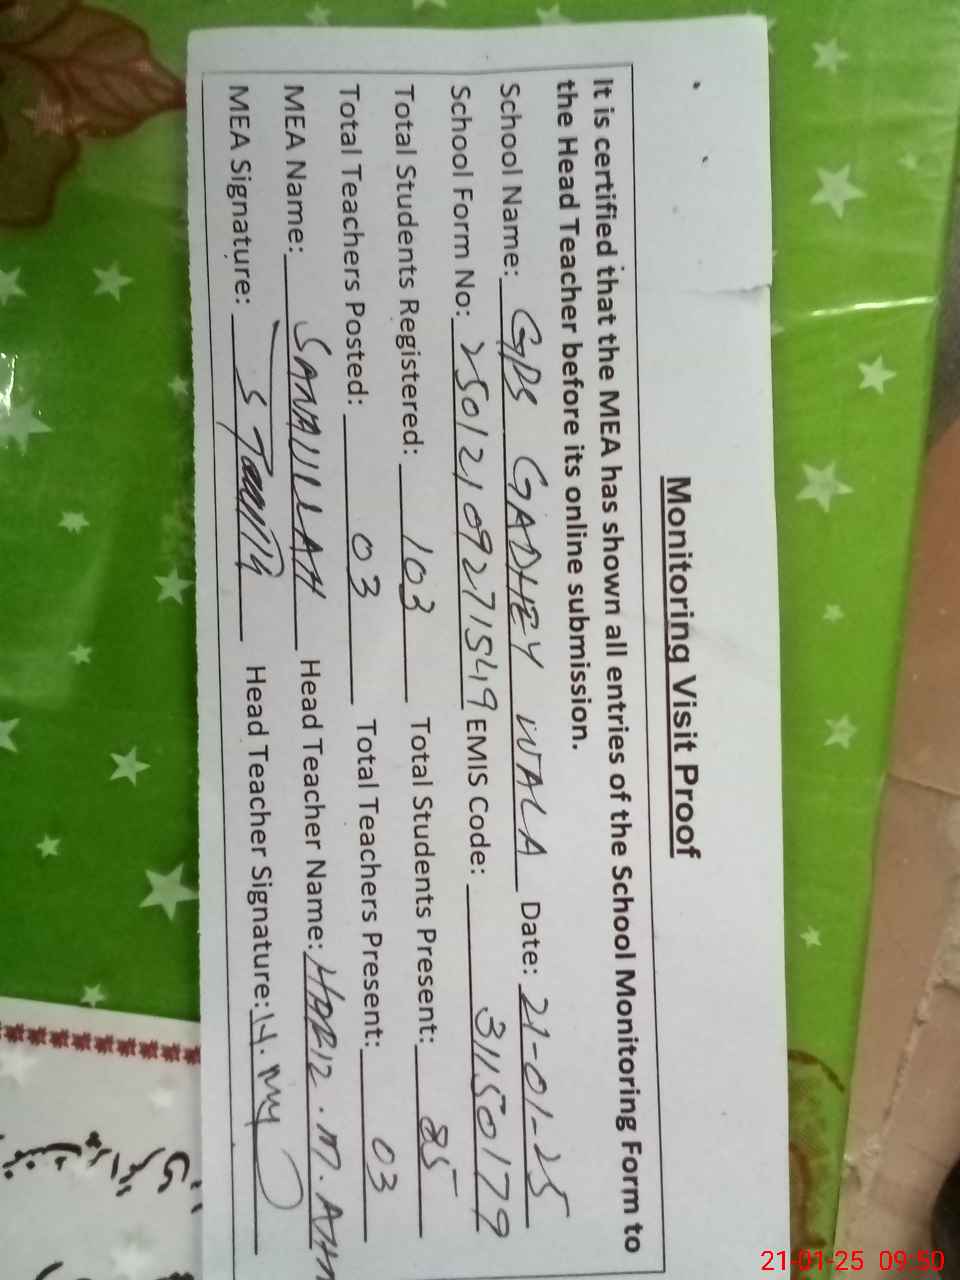 Monitoring Visit Proof
It is certified that the MEA has shown all entries of the School Monitoring Form to
the Head Teacher before its online submission.
School Name: GPS GADHEY WALA Date: 21-01-25
School Form No: 250121092715419 EMIS Code: 31150179
Total Students Registered: 103 Total Students Present: 85
Total Teachers Posted: 03 Total Teachers Present: 03
MEA Name: SANAULLAH Head Teacher Name: HAFIZ. M.
MEA Signature: Head Teacher Signature:
21-01-25 09:50